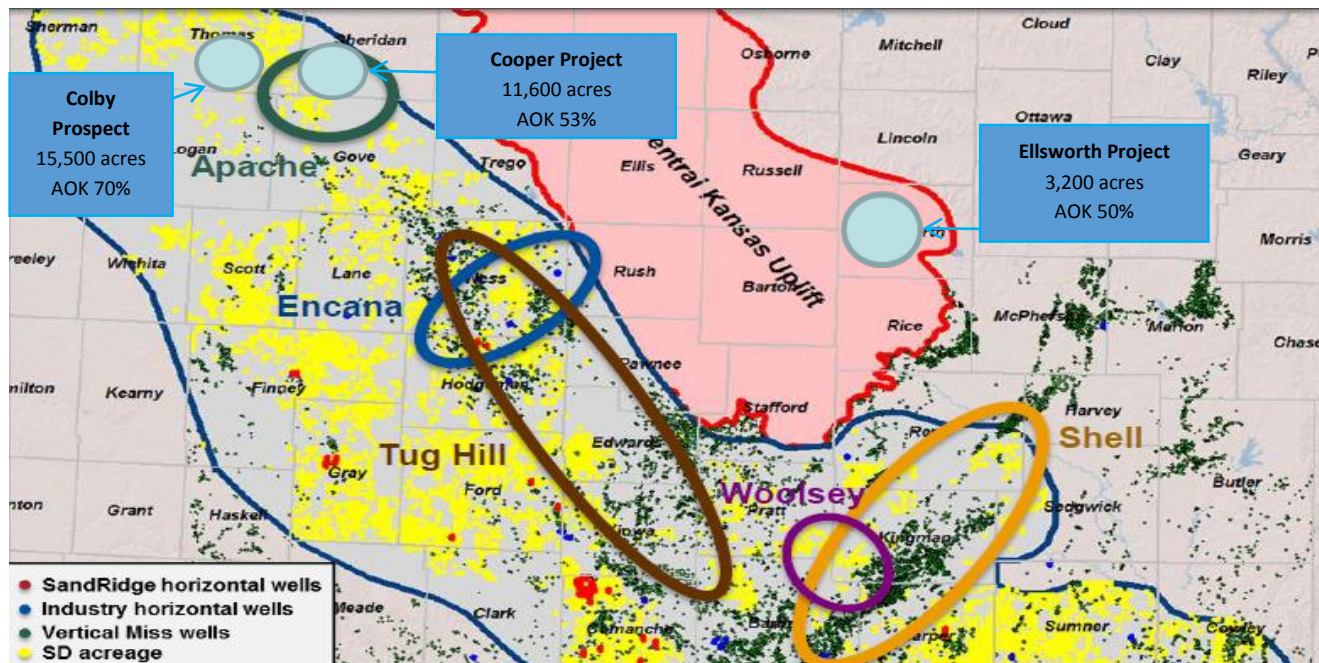 Sherman
Thomas
Sheridan
Osborne
Mitchell
Cloud
Clay
Riley
Ottawa
Lincoln
Geary
Colby
Prospect
15,500 acres
AOK 70%
Cooper Project
11,600 acres
AOK 53%
Ellsworth Project
3,200 acres
AOK 50%
Logan
Gove
Trego
Ellis
Russell
Apache
Central Kansas Uplift
Morris
Wichita
Scott
Lane
Ness
Rush
Barton
Rice
McPherson
Marion
Chase
Encana
Pawnee
Kearny
Finney
Hodgeman
Stafford
Harvey
Edwards
Tug Hill
Shell
Gray
Ford
Woolsey
Pratt
Sedgwick
Butler
Grant
Haskell
Kiowa
Kingman
Meade
Clark
Comanche
Sumner
Cowley
SandRidge horizontal wells
Industry horizontal wells
Vertical Miss wells
SD acreage